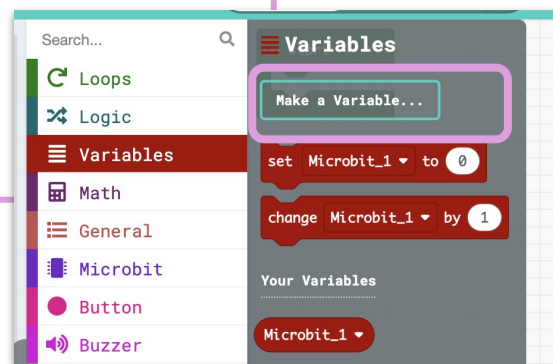 Search...
Loops
Logic
Variables
Math
General
Microbit
Button
Buzzer
Variables
Make a Variable...
set Microbit_1 to 0
change Microbit_1 by 1
Your Variables
Microbit_1